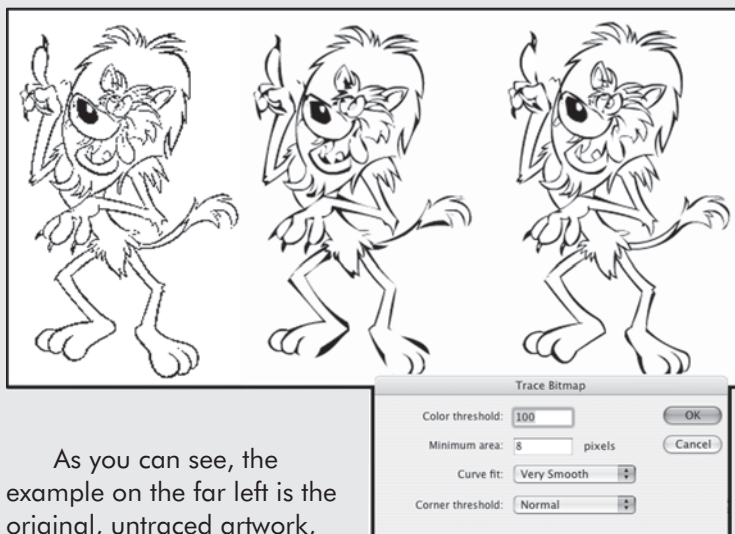 Trace Bitmap
Color threshold: 100 OK
Minimum area: 8 pixels Cancel
Curve fit: Very Smooth
Corner threshold: Normal
As you can see, the
example on the far left is the
original, untraced artwork,